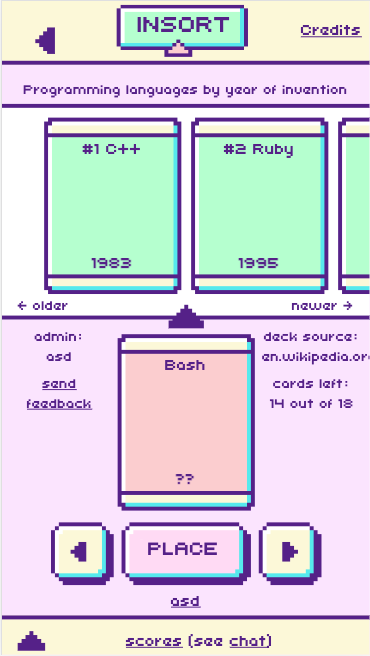 INSORT
Credits
Programming languages by year of invention
#1 C++
#2 Ruby
1983
1995
← older
newer →
admin:
asd
send
feedback
Bash
??
deck source:
en.wikipedia.or
cards left:
14 out of 18
PLACE
asd
scores (see chat)